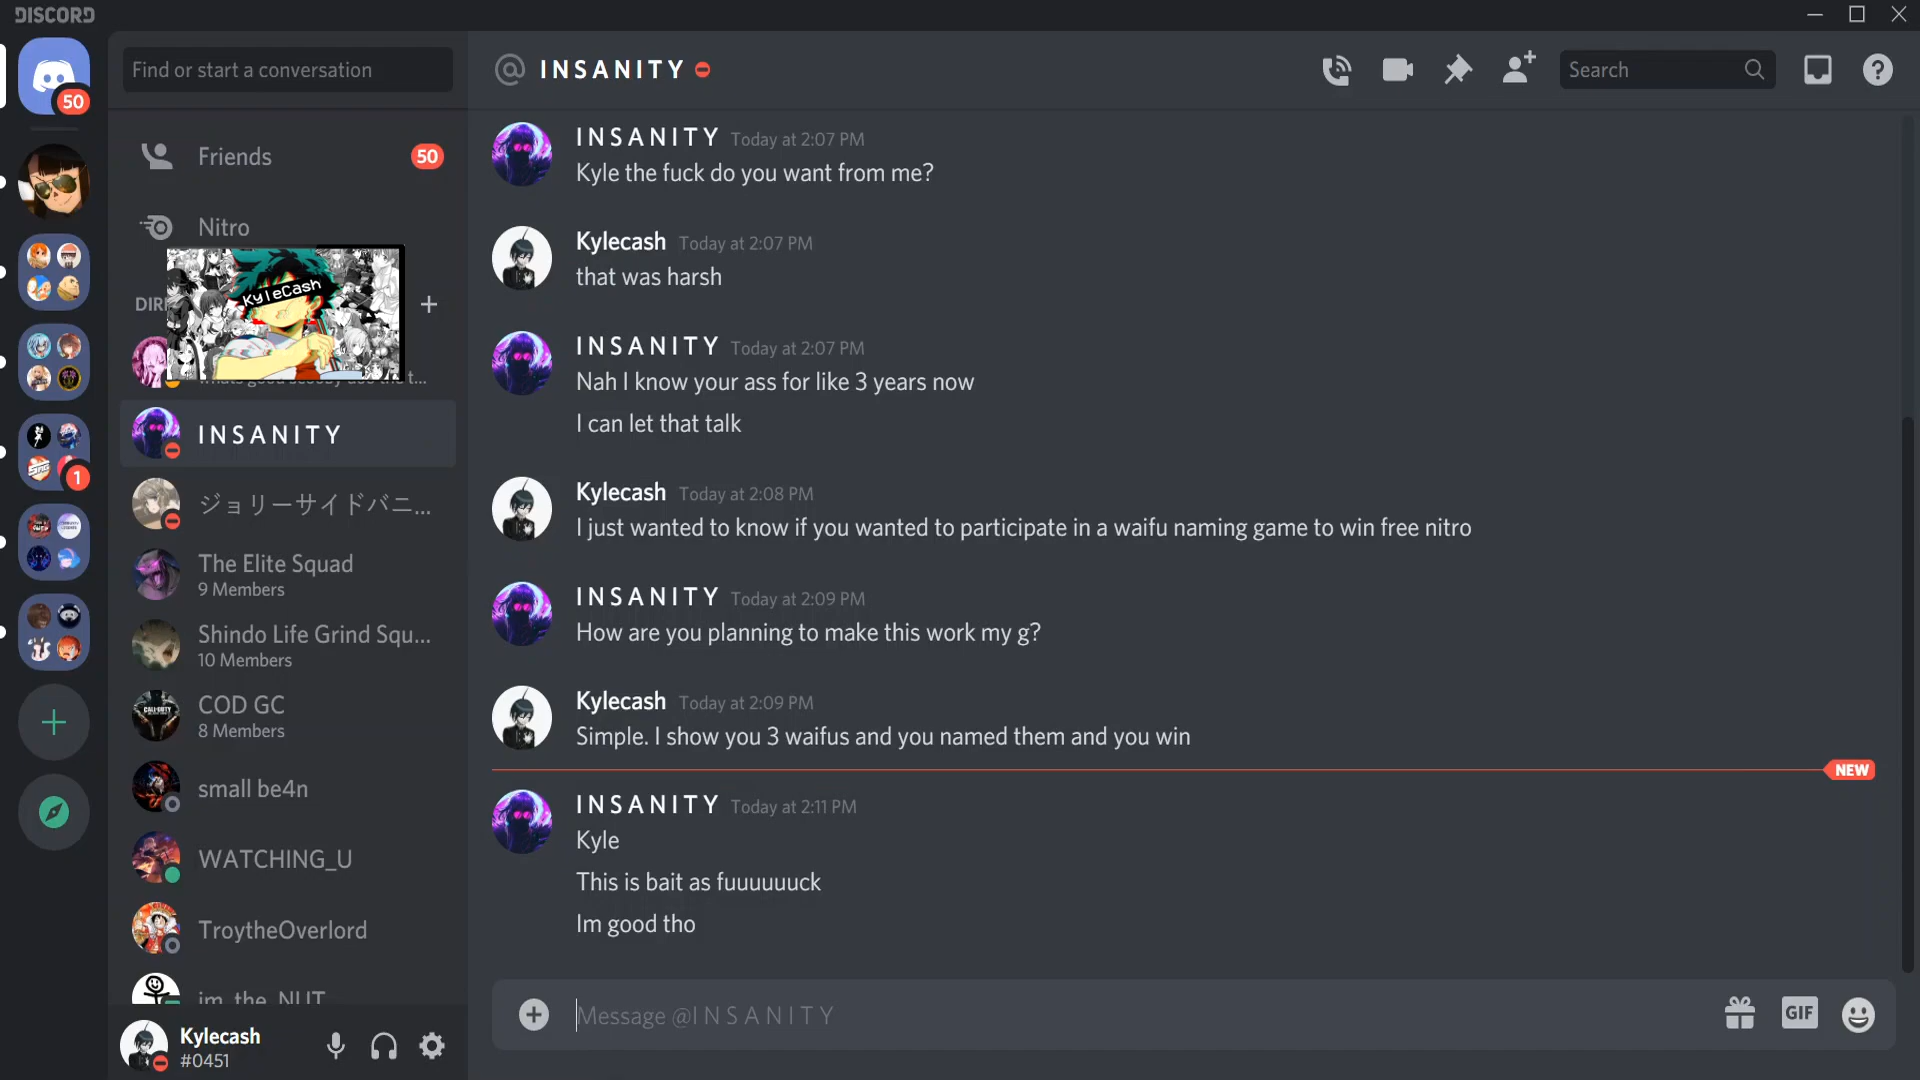 DISCORD
50
Find or start a conversation
Friends
50
Nitro
KyleCash
I N S A N I T Y
ジョリーサイドバニ...
1
The Elite Squad
9 Members
Shindo Life Grind Squ...
10 Members
COD GC
8 Members
small be4n
WATCHING_U
TroytheOverlord
im_the_NUT
Kylecash
#0451
@ I N S A N I T Y
Search
I N S A N I T Y Today at 2:07 PM
Kyle the fuck do you want from me?
Kylecash Today at 2:07 PM
that was harsh
I N S A N I T Y Today at 2:07 PM
Nah I know your ass for like 3 years now
I can let that talk
Kylecash Today at 2:08 PM
I just wanted to know if you wanted to participate in a waifu naming game to win free nitro
I N S A N I T Y Today at 2:09 PM
How are you planning to make this work my g?
Kylecash Today at 2:09 PM
Simple. I show you 3 waifus and you named them and you win
NEW
I N S A N I T Y Today at 2:11 PM
Kyle
This is bait as fuuuuuuck
Im good tho
Message @I N S A N I T Y
GIF